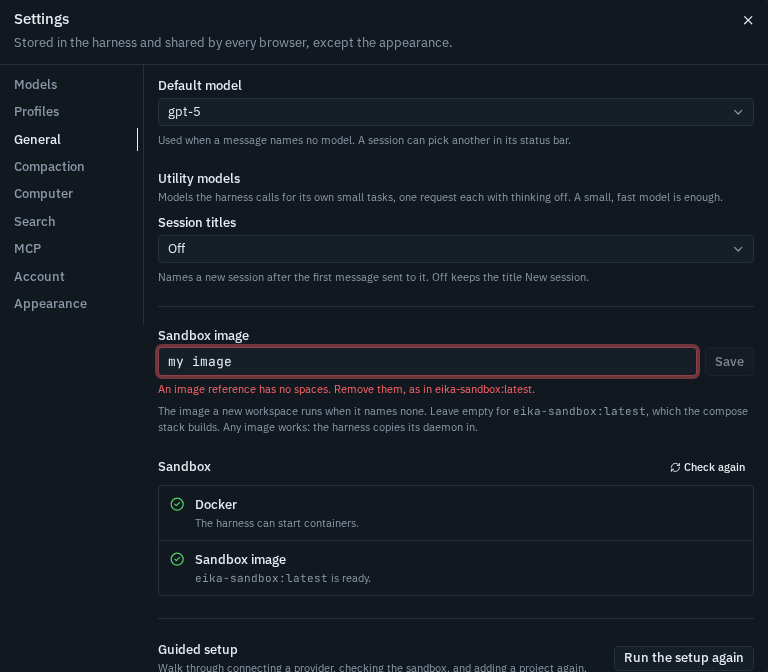 Settings
Stored in the harness and shared by every browser, except the appearance.
Models
Profiles
General
Compaction
Computer
Search
MCP
Account
Appearance
Default model
gpt-5
Used when a message names no model. A session can pick another in its status bar.
Utility models
Models the harness calls for its own small tasks, one request each with thinking off. A small, fast model is enough.
Session titles
Off
Names a new session after the first message sent to it. Off keeps the title New session.
Sandbox image
my image
Save
An image reference has no spaces. Remove them, as in eika-sandbox:latest.
The image a new workspace runs when it names none. Leave empty for eika-sandbox:latest, which the compose
stack builds. Any image works: the harness copies its daemon in.
Sandbox
Check again
Docker
The harness can start containers.
Sandbox image
eika-sandbox:latest is ready.
Guided setup
Walk through connecting a provider, checking the sandbox, and adding a project again.
Run the setup again